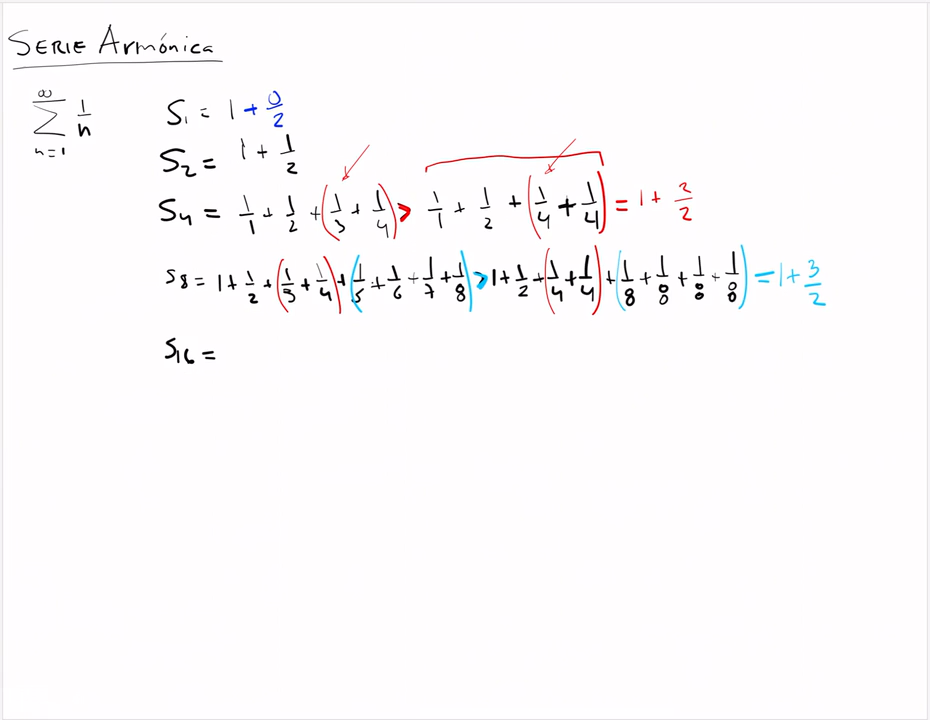 SERIE Armónica
∞ ∑ n=1 1/n
S₁ = 1 + 0/2
S₂ = 1 + 1/2
S₄ = 1/1 + 1/2 + (1/3 + 1/4) > 1/1 + 1/2 + (1/4 + 1/4) = 1 + 2/2
S₈ = 1 + 1/2 + (1/3 + 1/4) + (1/5 + 1/6 + 1/7 + 1/8) > 1 + 1/2 + (1/4 + 1/4) + (1/8 + 1/8 + 1/8 + 1/8) = 1 + 3/2
S₁₆ =